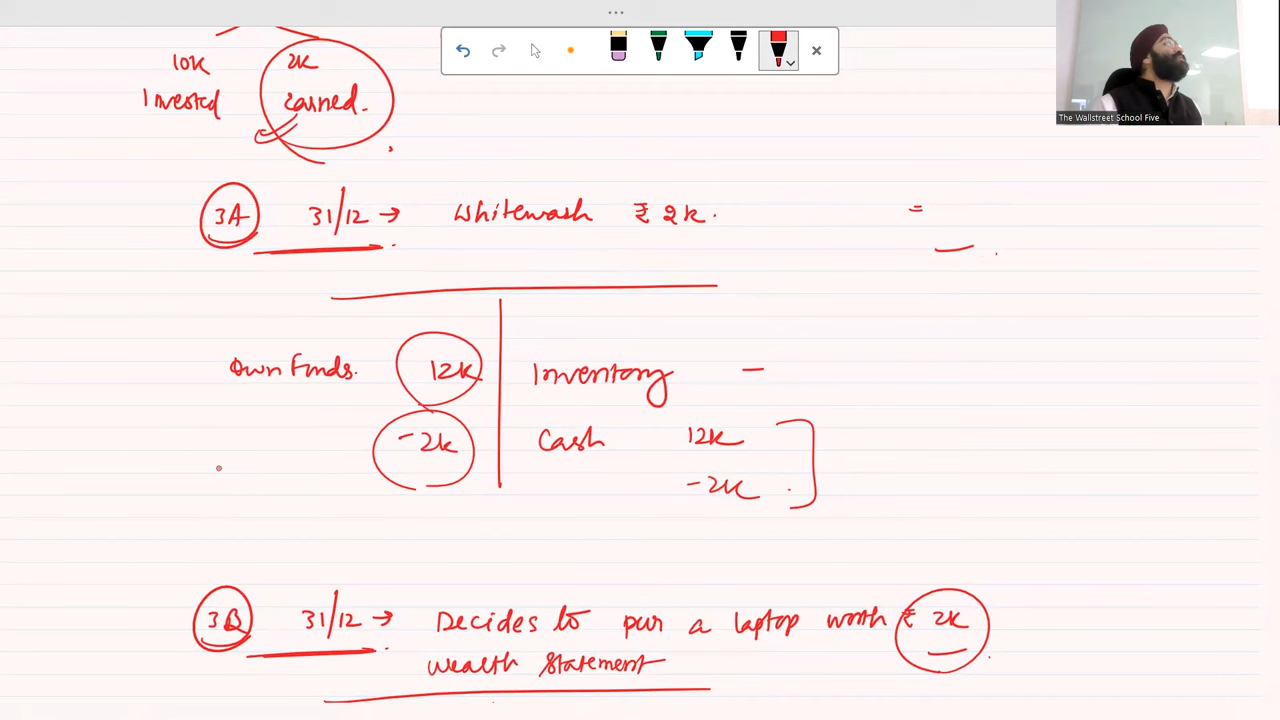 10K 2K
Invested Earned.
The Wallstreet School Five
3A 31/12 → Whitewash ₹ 2K. =
Own Funds. 12K Inventory -
-2K Cash 12K
-2K
3B 31/12 → Decides to pur a laptop worth ₹ 2K
Wealth Statement